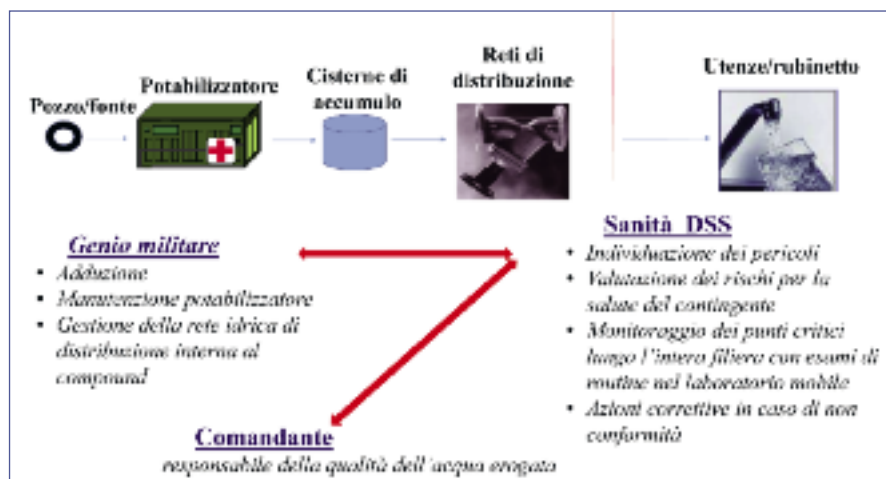 Pozzo/fonte
Potabilizzatore
Cisterne di
accumulo
Reti di
distribuzione
Utenze/rubinetto
Genio militare
• Adduzione
• Manutenzione potabilizzatore
• Gestione della rete idrica di
distribuzione interna al
compound
Sanità DSS
• Individuazione dei pericoli
• Valutazione dei rischi per la
salute del contingente
• Monitoraggio dei punti critici
lungo l'intera filiera con esami di
routine nel laboratorio mobile
• Azioni correttive in caso di non
conformità
Comandante
responsabile della qualità dell'acqua erogata